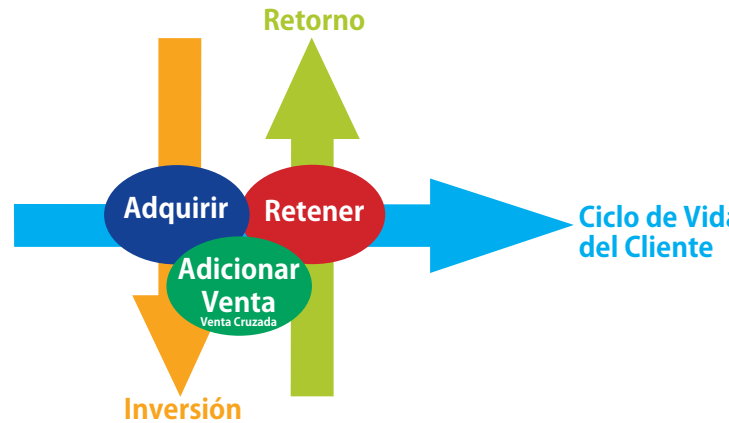 Retorno
Adquirir
Retener
Ciclo de Vida
del Cliente
Adicionar
Venta
Venta Cruzada
Inversión